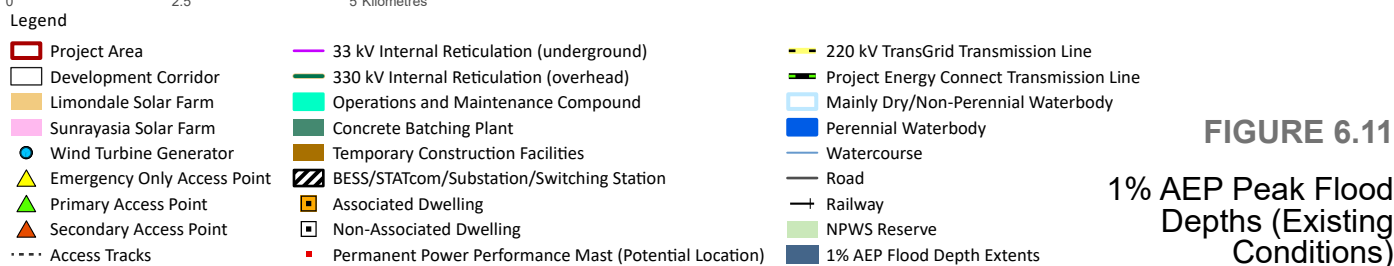 0 2.5 5 Kilometres
Legend
Project Area
Development Corridor
Limondale Solar Farm
Sunrayasia Solar Farm
Wind Turbine Generator
Emergency Only Access Point
Primary Access Point
Secondary Access Point
Access Tracks
33 kV Internal Reticulation (underground)
330 kV Internal Reticulation (overhead)
Operations and Maintenance Compound
Concrete Batching Plant
Temporary Construction Facilities
BESS/STATcom/Substation/Switching Station
Associated Dwelling
Non-Associated Dwelling
Permanent Power Performance Mast (Potential Location)
220 kV TransGrid Transmission Line
Project Energy Connect Transmission Line
Mainly Dry/Non-Perennial Waterbody
Perennial Waterbody
Watercourse
Road
Railway
NPWS Reserve
1% AEP Flood Depth Extents
FIGURE 6.11
1% AEP Peak Flood
Depths (Existing
Conditions)